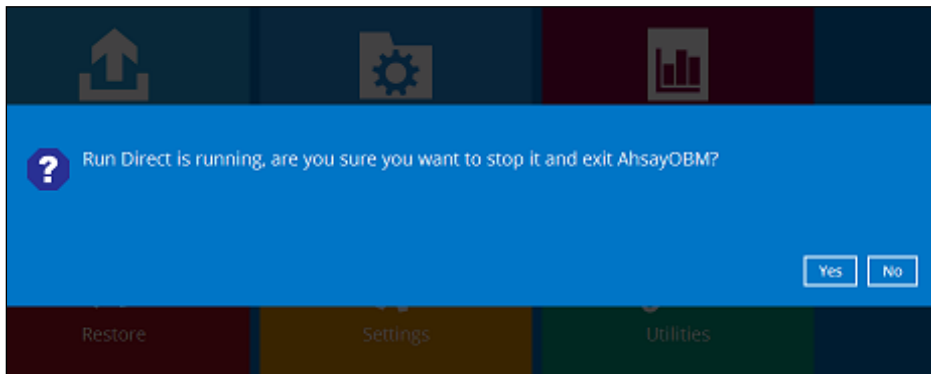 Run Direct is running, are you sure you want to stop it and exit AhsayOBM?
Yes No
Restore Settings Utilities